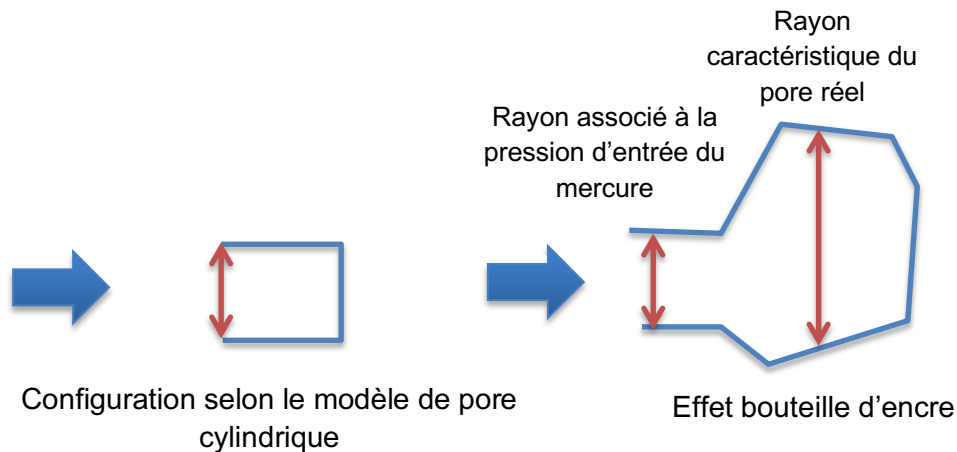 Rayon
caractéristique du
pore réel
Rayon associé à la
pression d'entrée du
mercure
Configuration selon le modèle de pore
cylindrique
Effet bouteille d'encre